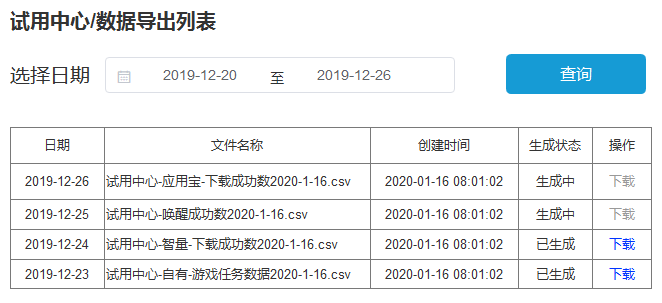 试用中心/数据导出列表
选择日期 2019-12-20 至 2019-12-26 查询
日期 文件名称 创建时间 生成状态 操作
2019-12-26 试用中心-应用宝-下载成功数2020-1-16.csv 2020-01-16 08:01:02 生成中 下载
2019-12-25 试用中心-唤醒成功数2020-1-16.csv 2020-01-16 08:01:02 生成中 下载
2019-12-24 试用中心-智量-下载成功数2020-1-16.csv 2020-01-16 08:01:02 已生成 下载
2019-12-23 试用中心-自有-游戏任务数据2020-1-16.csv 2020-01-16 08:01:02 已生成 下载